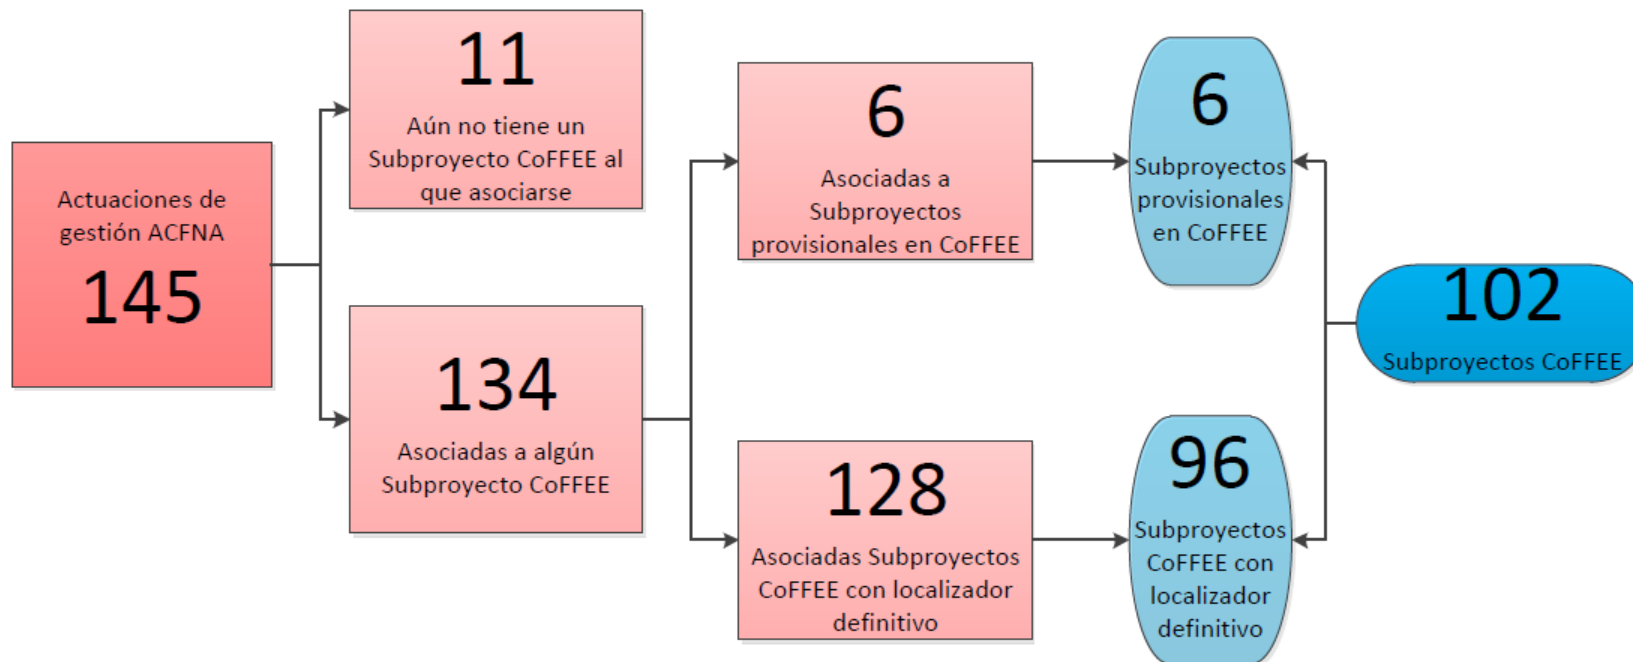 Actuaciones de
gestión ACFNA
145
11
Aún no tiene un
Subproyecto CoFFEE al
que asociarse
134
Asociadas a algún
Subproyecto CoFFEE
6
Asociadas a
Subproyectos
provisionales en CoFFEE
128
Asociadas Subproyectos
CoFFEE con localizador
definitivo
6
Subproyectos
provisionales
en CoFFEE
96
Subproyectos
CoFFEE con
localizador
definitivo
102
Subproyectos CoFFEE